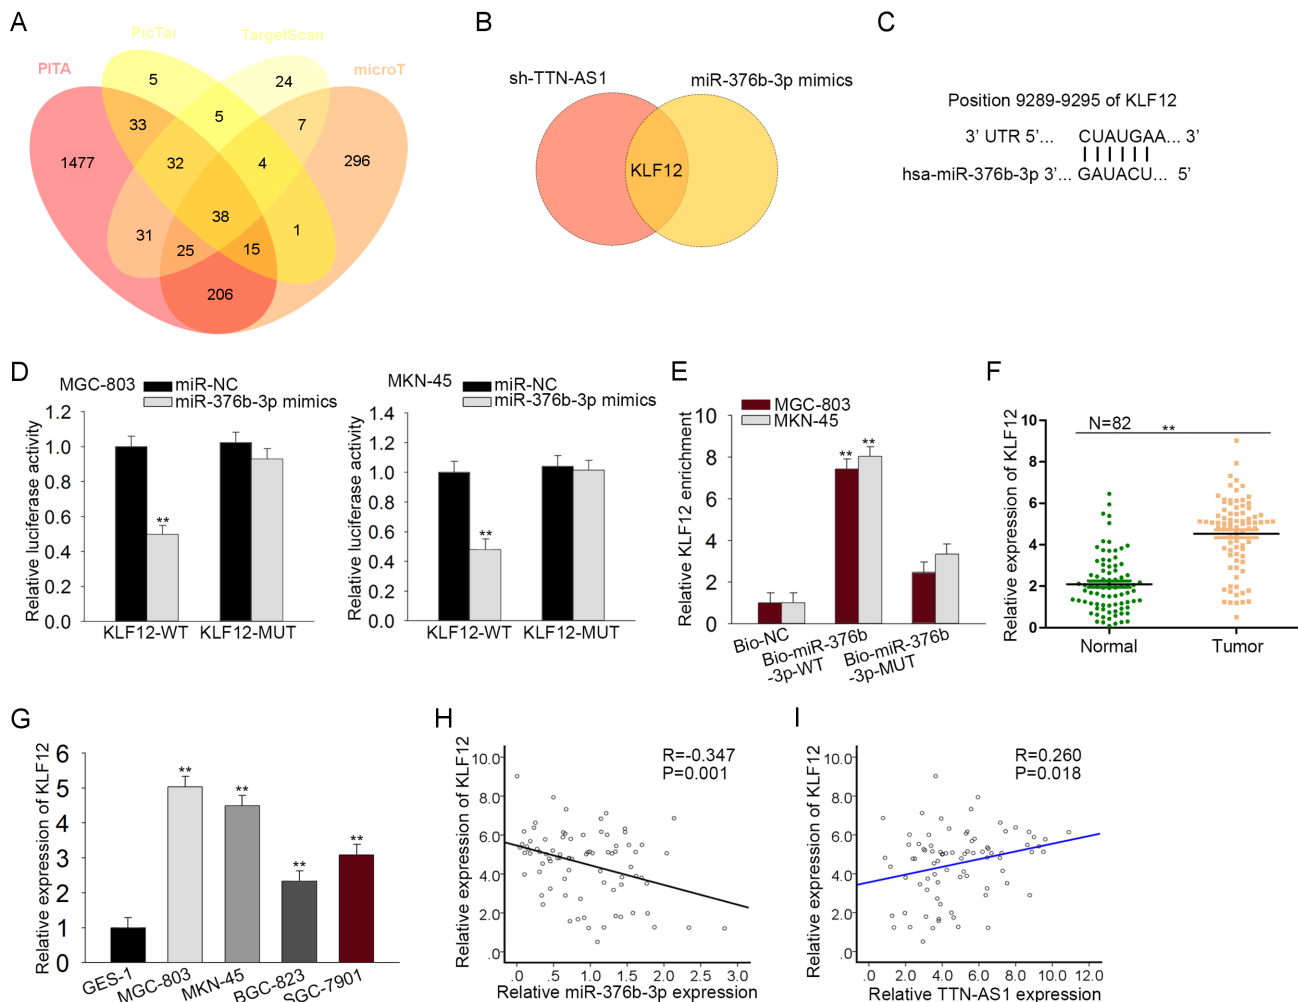 A
PicTar
TargetScan
PITA
microT
5
24
33
5
7
1477
32
4
296
38
31
25
15
1
206
B
sh-TTN-AS1
miR-376b-3p mimics
KLF12
C
Position 9289-9295 of KLF12
3' UTR 5'... CUAUGAA... 3'
hsa-miR-376b-3p 3'... GAUACU... 5'
D
MGC-803
miR-NC
miR-376b-3p mimics
Relative luciferase activity
1.2
1.0
0.8
0.6
0.4
0.2
0.0
**
KLF12-WT
KLF12-MUT
MKN-45
miR-NC
miR-376b-3p mimics
Relative luciferase activity
1.4
1.2
1.0
0.8
0.6
0.4
0.2
0.0
**
KLF12-WT
KLF12-MUT
E
MGC-803
MKN-45
Relative KLF12 enrichment
10
8
6
4
2
0
** **
Bio-NC
Bio-miR-376b
-3p-WT
Bio-miR-376b
-3p-MUT
F
N=82
**
Relative expression of KLF12
10
8
6
4
2
0
Normal
Tumor
G
Relative expression of KLF12
6
5
4
3
2
1
0
**
**
**
**
GES-1
MGC-803
MKN-45
BGC-823
SGC-7901
H
R=-0.347
P=0.001
Relative expression of KLF12
10.0
8.0
6.0
4.0
2.0
.0
.0 .5 1.0 1.5 2.0 2.5 3.0
Relative miR-376b-3p expression
I
R=0.260
P=0.018
Relative expression of KLF12
10.0
8.0
6.0
4.0
2.0
.0
.0 2.0 4.0 6.0 8.0 10.0 12.0
Relative TTN-AS1 expression